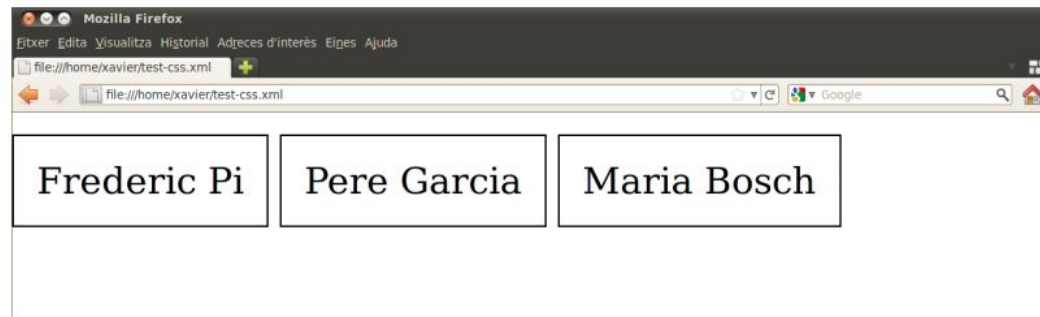 Mozilla Firefox
Fitxer Edita Visualitza Historial Adreces d'interès Eines Ajuda
file:///home/xavier/test-css.xml
file:///home/xavier/test-css.xml Google
Frederic Pi Pere Garcia Maria Bosch